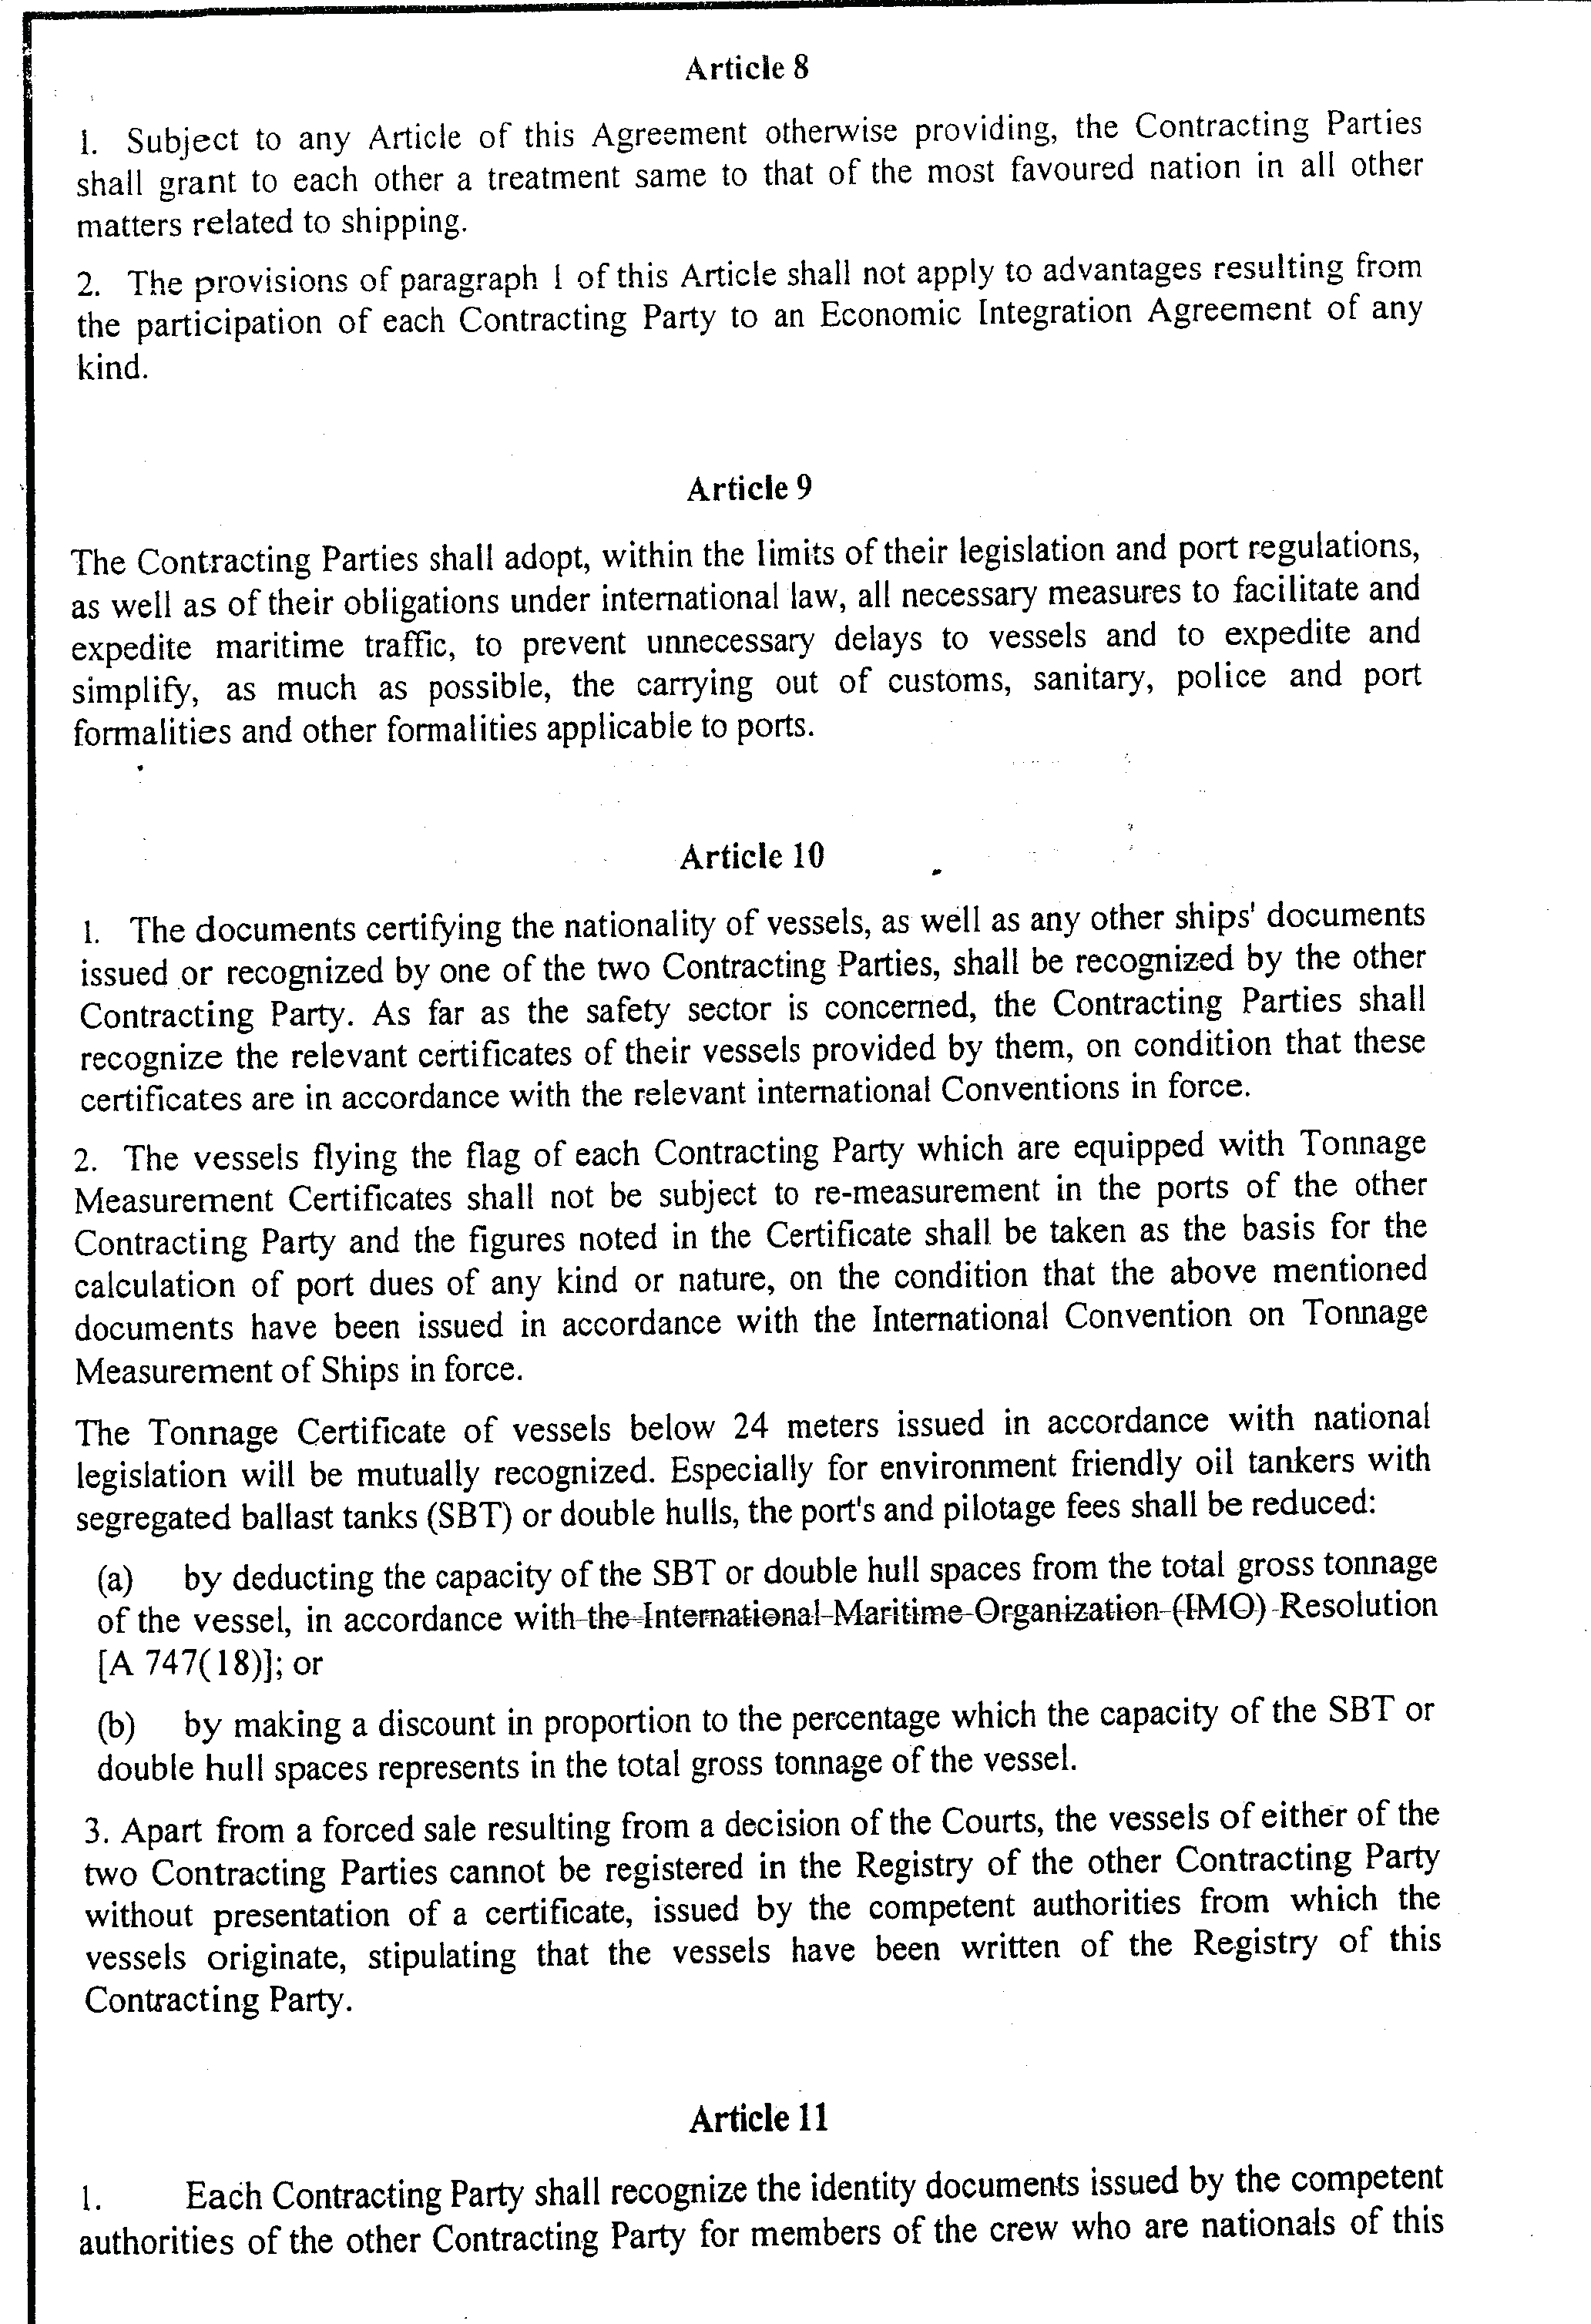 Article 8
1. Subject to any Article of this Agreement otherwise providing, the Contracting Parties
shall grant to each other a treatment same to that of the most favoured nation in all other
matters related to shipping.
2. The provisions of paragraph 1 of this Article shall not apply to advantages resulting from
the participation of each Contracting Party to an Economic Integration Agreement of any
kind.
Article 9
The Contracting Parties shall adopt, within the limits of their legislation and port regulations,
as well as of their obligations under international law, all necessary measures to facilitate and
expedite maritime traffic, to prevent unnecessary delays to vessels and to expedite and
simplify, as much as possible, the carrying out of customs, sanitary, police and port
formalities and other formalities applicable to ports.
Article 10
1. The documents certifying the nationality of vessels, as well as any other ships' documents
issued or recognized by one of the two Contracting Parties, shall be recognized by the other
Contracting Party. As far as the safety sector is concerned, the Contracting Parties shall
recognize the relevant certificates of their vessels provided by them, on condition that these
certificates are in accordance with the relevant international Conventions in force.
2. The vessels flying the flag of each Contracting Party which are equipped with Tonnage
Measurement Certificates shall not be subject to re-measurement in the ports of the other
Contracting Party and the figures noted in the Certificate shall be taken as the basis for the
calculation of port dues of any kind or nature, on the condition that the above mentioned
documents have been issued in accordance with the International Convention on Tonnage
Measurement of Ships in force.
The Tonnage Certificate of vessels below 24 meters issued in accordance with national
legislation will be mutually recognized. Especially for environment friendly oil tankers with
segregated ballast tanks (SBT) or double hulls, the port's and pilotage fees shall be reduced:
(a) by deducting the capacity of the SBT or double hull spaces from the total gross tonnage
of the vessel, in accordance with the International Maritime Organization (IMO) Resolution
[A 747(18)]; or
(b) by making a discount in proportion to the percentage which the capacity of the SBT or
double hull spaces represents in the total gross tonnage of the vessel.
3. Apart from a forced sale resulting from a decision of the Courts, the vessels of either of the
two Contracting Parties cannot be registered in the Registry of the other Contracting Party
without presentation of a certificate, issued by the competent authorities from which the
vessels originate, stipulating that the vessels have been written of the Registry of this
Contracting Party.
Article 11
1. Each Contracting Party shall recognize the identity documents issued by the competent
authorities of the other Contracting Party for members of the crew who are nationals of this